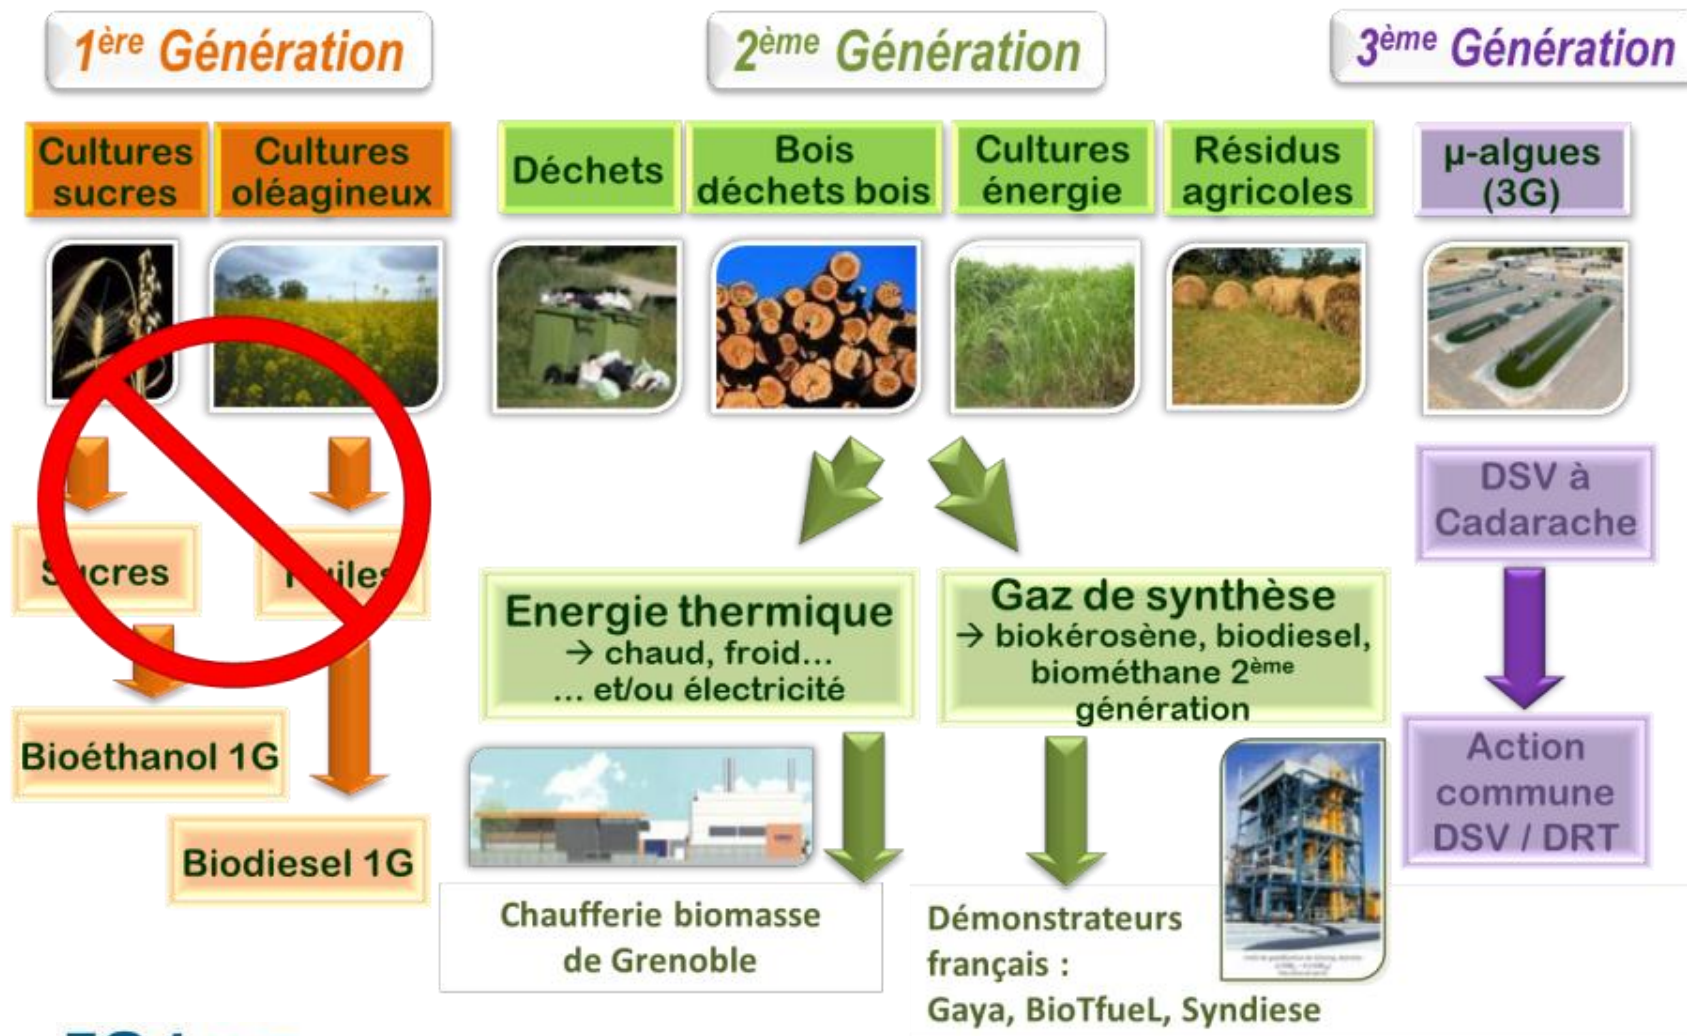 1ère Génération
2ème Génération
3ème Génération
Cultures
sucres
Cultures
oléagineux
Déchets
Bois
déchets bois
Cultures
énergie
Résidus
agricoles
µ-algues
(3G)
Sucres
Huiles
Bioéthanol 1G
Biodiesel 1G
Energie thermique
→ chaud, froid...
... et/ou électricité
Gaz de synthèse
→ biokérosène, biodiesel,
biométhane 2ème
génération
DSV à
Cadarache
Action
commune
DSV / DRT
Chaufferie biomasse
de Grenoble
Démonstrateurs
français :
Gaya, BioTfueL, Syndiese